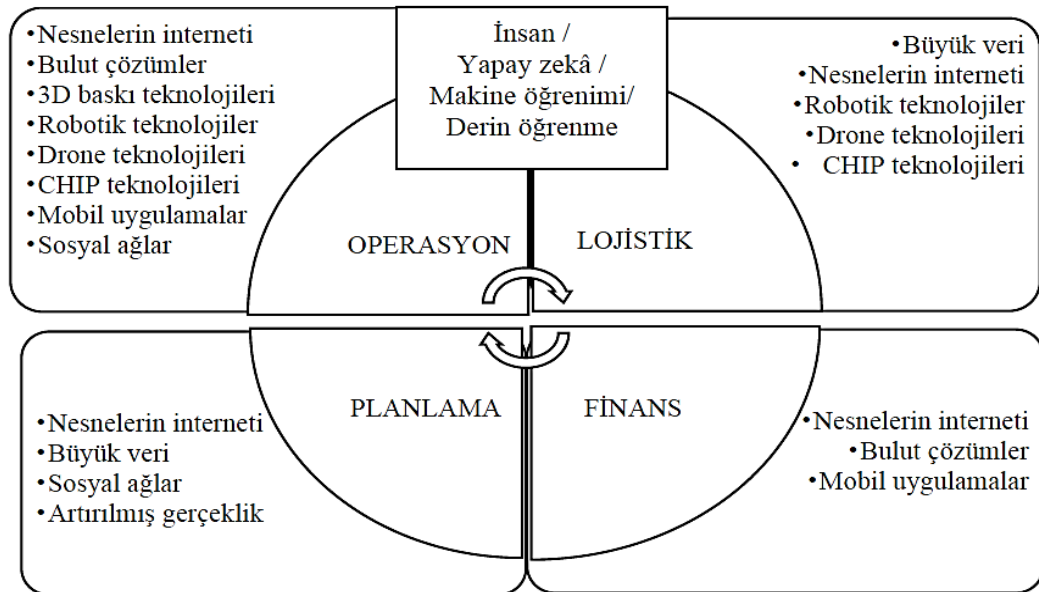 •Nesnelerin interneti
•Bulut çözümler
•3D baskı teknolojileri
•Robotik teknolojiler
•Drone teknolojileri
•CHIP teknolojileri
•Mobil uygulamalar
•Sosyal ağlar
İnsan /
Yapay zekâ /
Makine öğrenimi/
Derin öğrenme
•Büyük veri
•Nesnelerin interneti
•Robotik teknolojiler
•Drone teknolojileri
• CHIP teknolojileri
OPERASYON
LOJİSTİK
PLANLAMA
FİNANS
•Nesnelerin interneti
•Büyük veri
•Sosyal ağlar
•Artırılmış gerçeklik
•Nesnelerin interneti
•Bulut çözümler
•Mobil uygulamalar